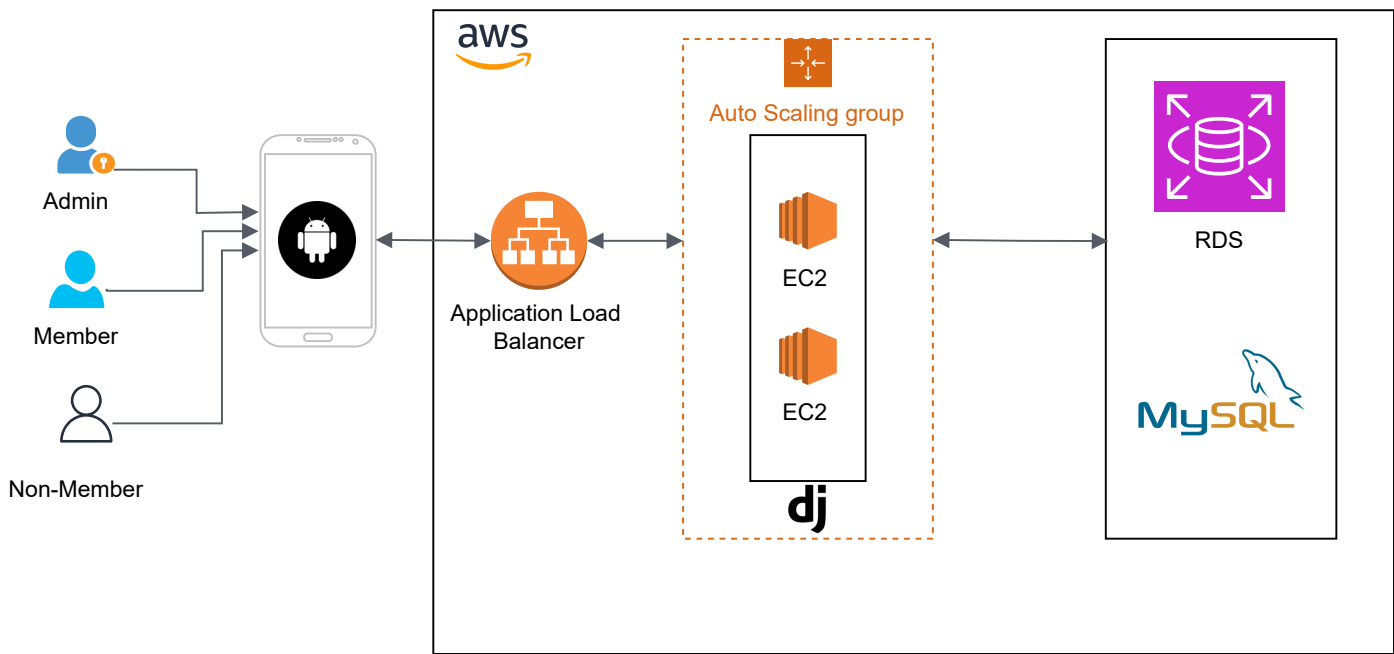 aws
Auto Scaling group
Admin
Member
Non-Member
Application Load
Balancer
EC2
EC2
dj
RDS
MySQL